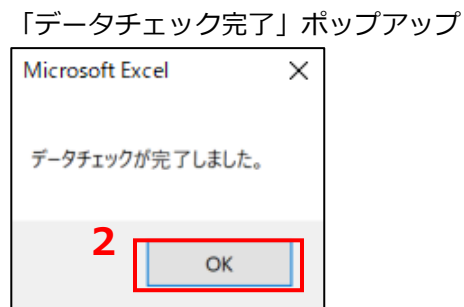 「データチェック完了」ポップアップ
Microsoft Excel
データチェックが完了しました。
2
OK